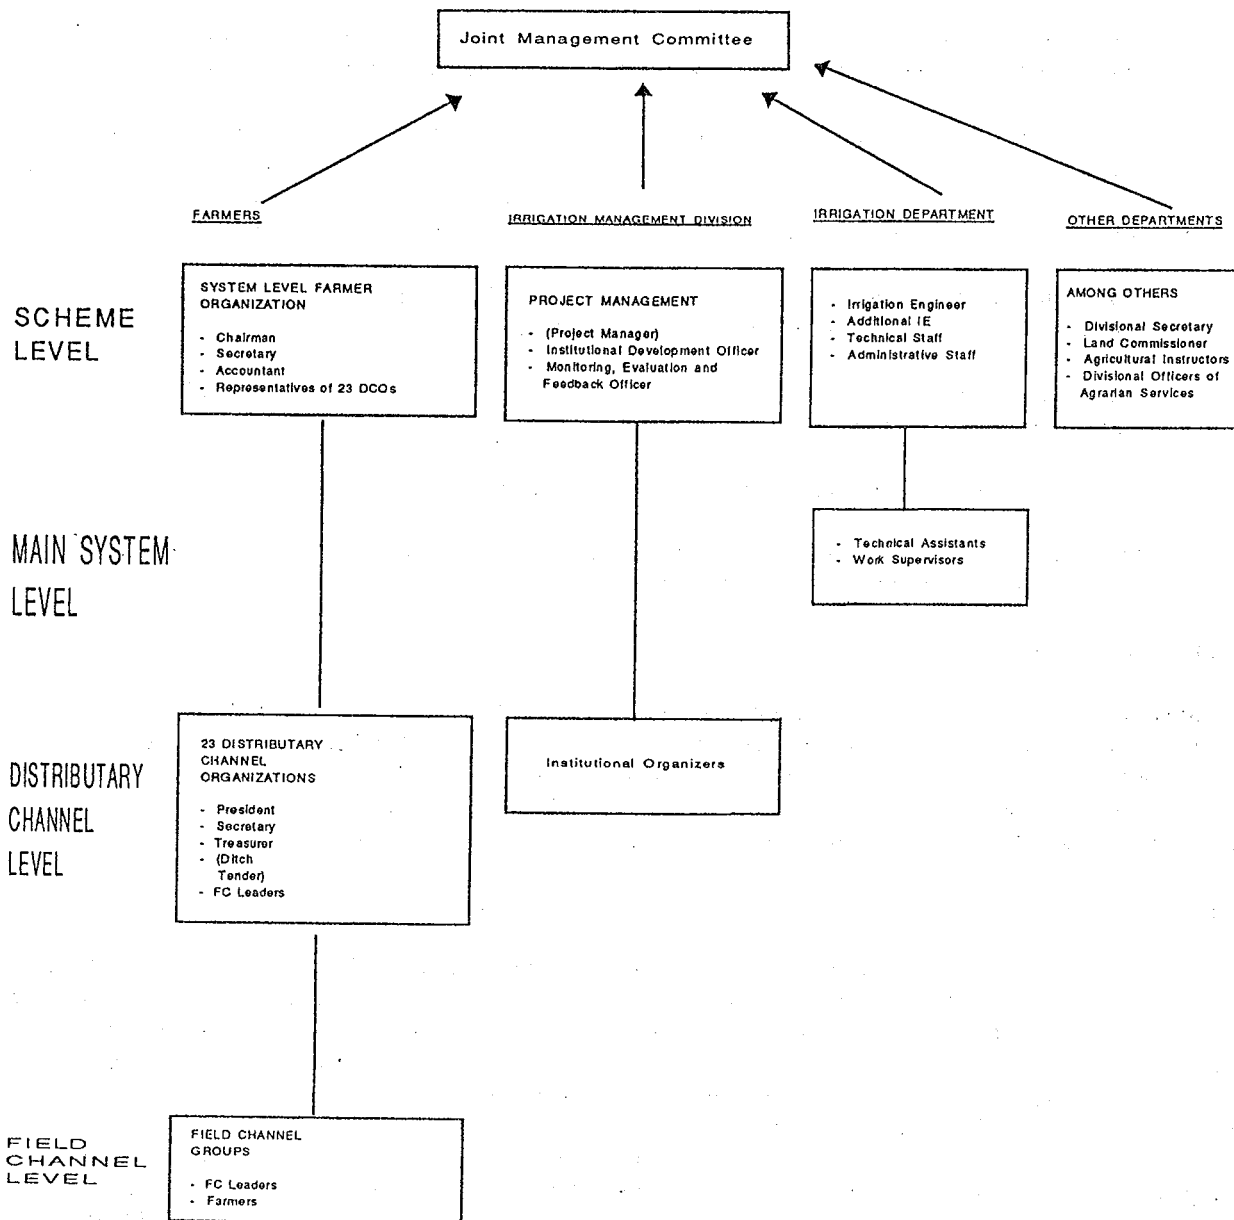 Joint Management Committee
FARMERS
IRRIGATION MANAGEMENT DIVISION
IRRIGATION DEPARTMENT
OTHER DEPARTMENTS
SCHEME
LEVEL
SYSTEM LEVEL FARMER
ORGANIZATION
- Chairman
- Secretary
- Accountant
- Representatives of 23 DCOs
PROJECT MANAGEMENT
- (Project Manager)
- Institutional Development Officer
- Monitoring, Evaluation and
Feedback Officer
- Irrigation Engineer
- Additional IE
- Technical Staff
- Administrative Staff
AMONG OTHERS
- Divisional Secretary
- Land Commissioner
- Agricultural Instructors
- Divisional Officers of
Agrarian Services
MAIN SYSTEM
LEVEL
- Technical Assistants
- Work Supervisors
DISTRIBUTARY
CHANNEL
LEVEL
23 DISTRIBUTARY
CHANNEL
ORGANIZATIONS
- President
- Secretary
- Treasurer
- (Ditch
Tender)
- FC Leaders
Institutional Organizers
FIELD
CHANNEL
LEVEL
FIELD CHANNEL
GROUPS
- FC Leaders
- Farmers